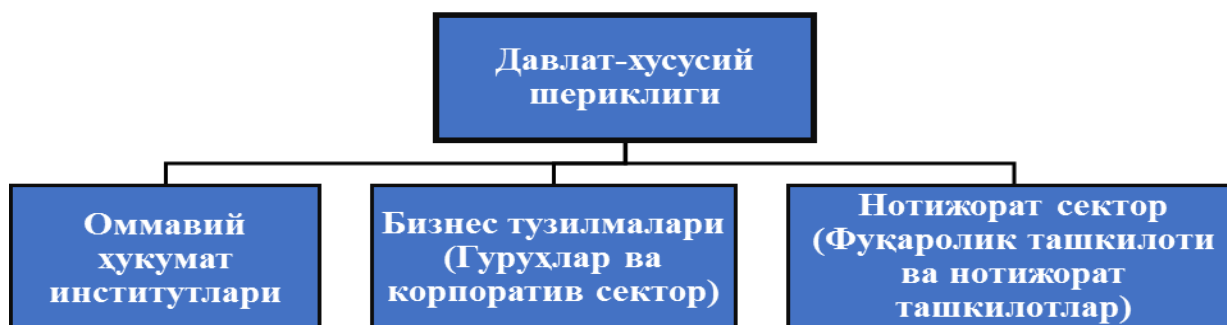 Давлат-хусусий
шериклиги
Оммавий
ҳукумат
институтлари
Бизнес тузилмалари
(Гуруҳлар ва
корпоратив сектор)
Нотижорат сектор
(Фуқаролик ташкилоти
ва нотижорат
ташкилотлар)